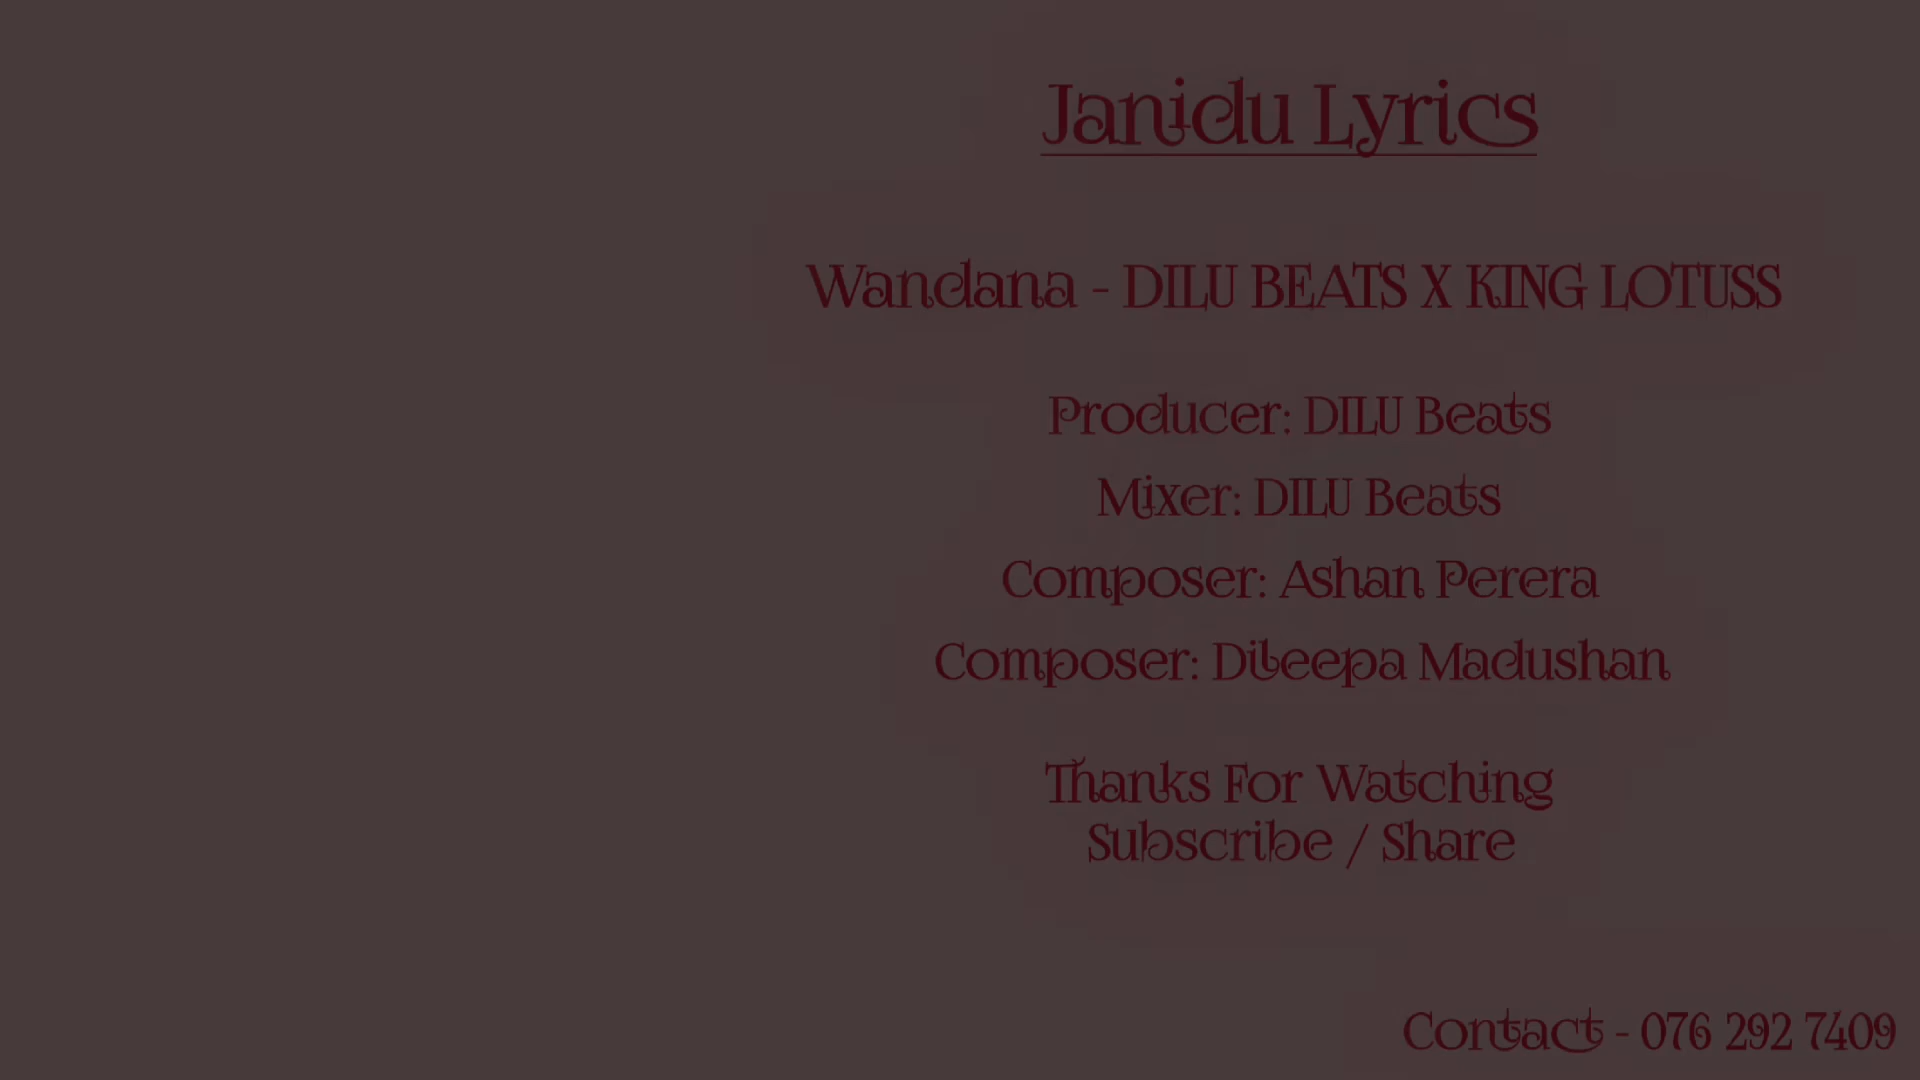 Janidu Lyrics
Wandana - DILU BEATS X KING LOTUSS
Producer: DILU Beats
Mixer: DILU Beats
Composer: Ashan Perera
Composer: Dileepa Madushan
Thanks For Watching
Subscribe / Share
Contact - 076 292 7409